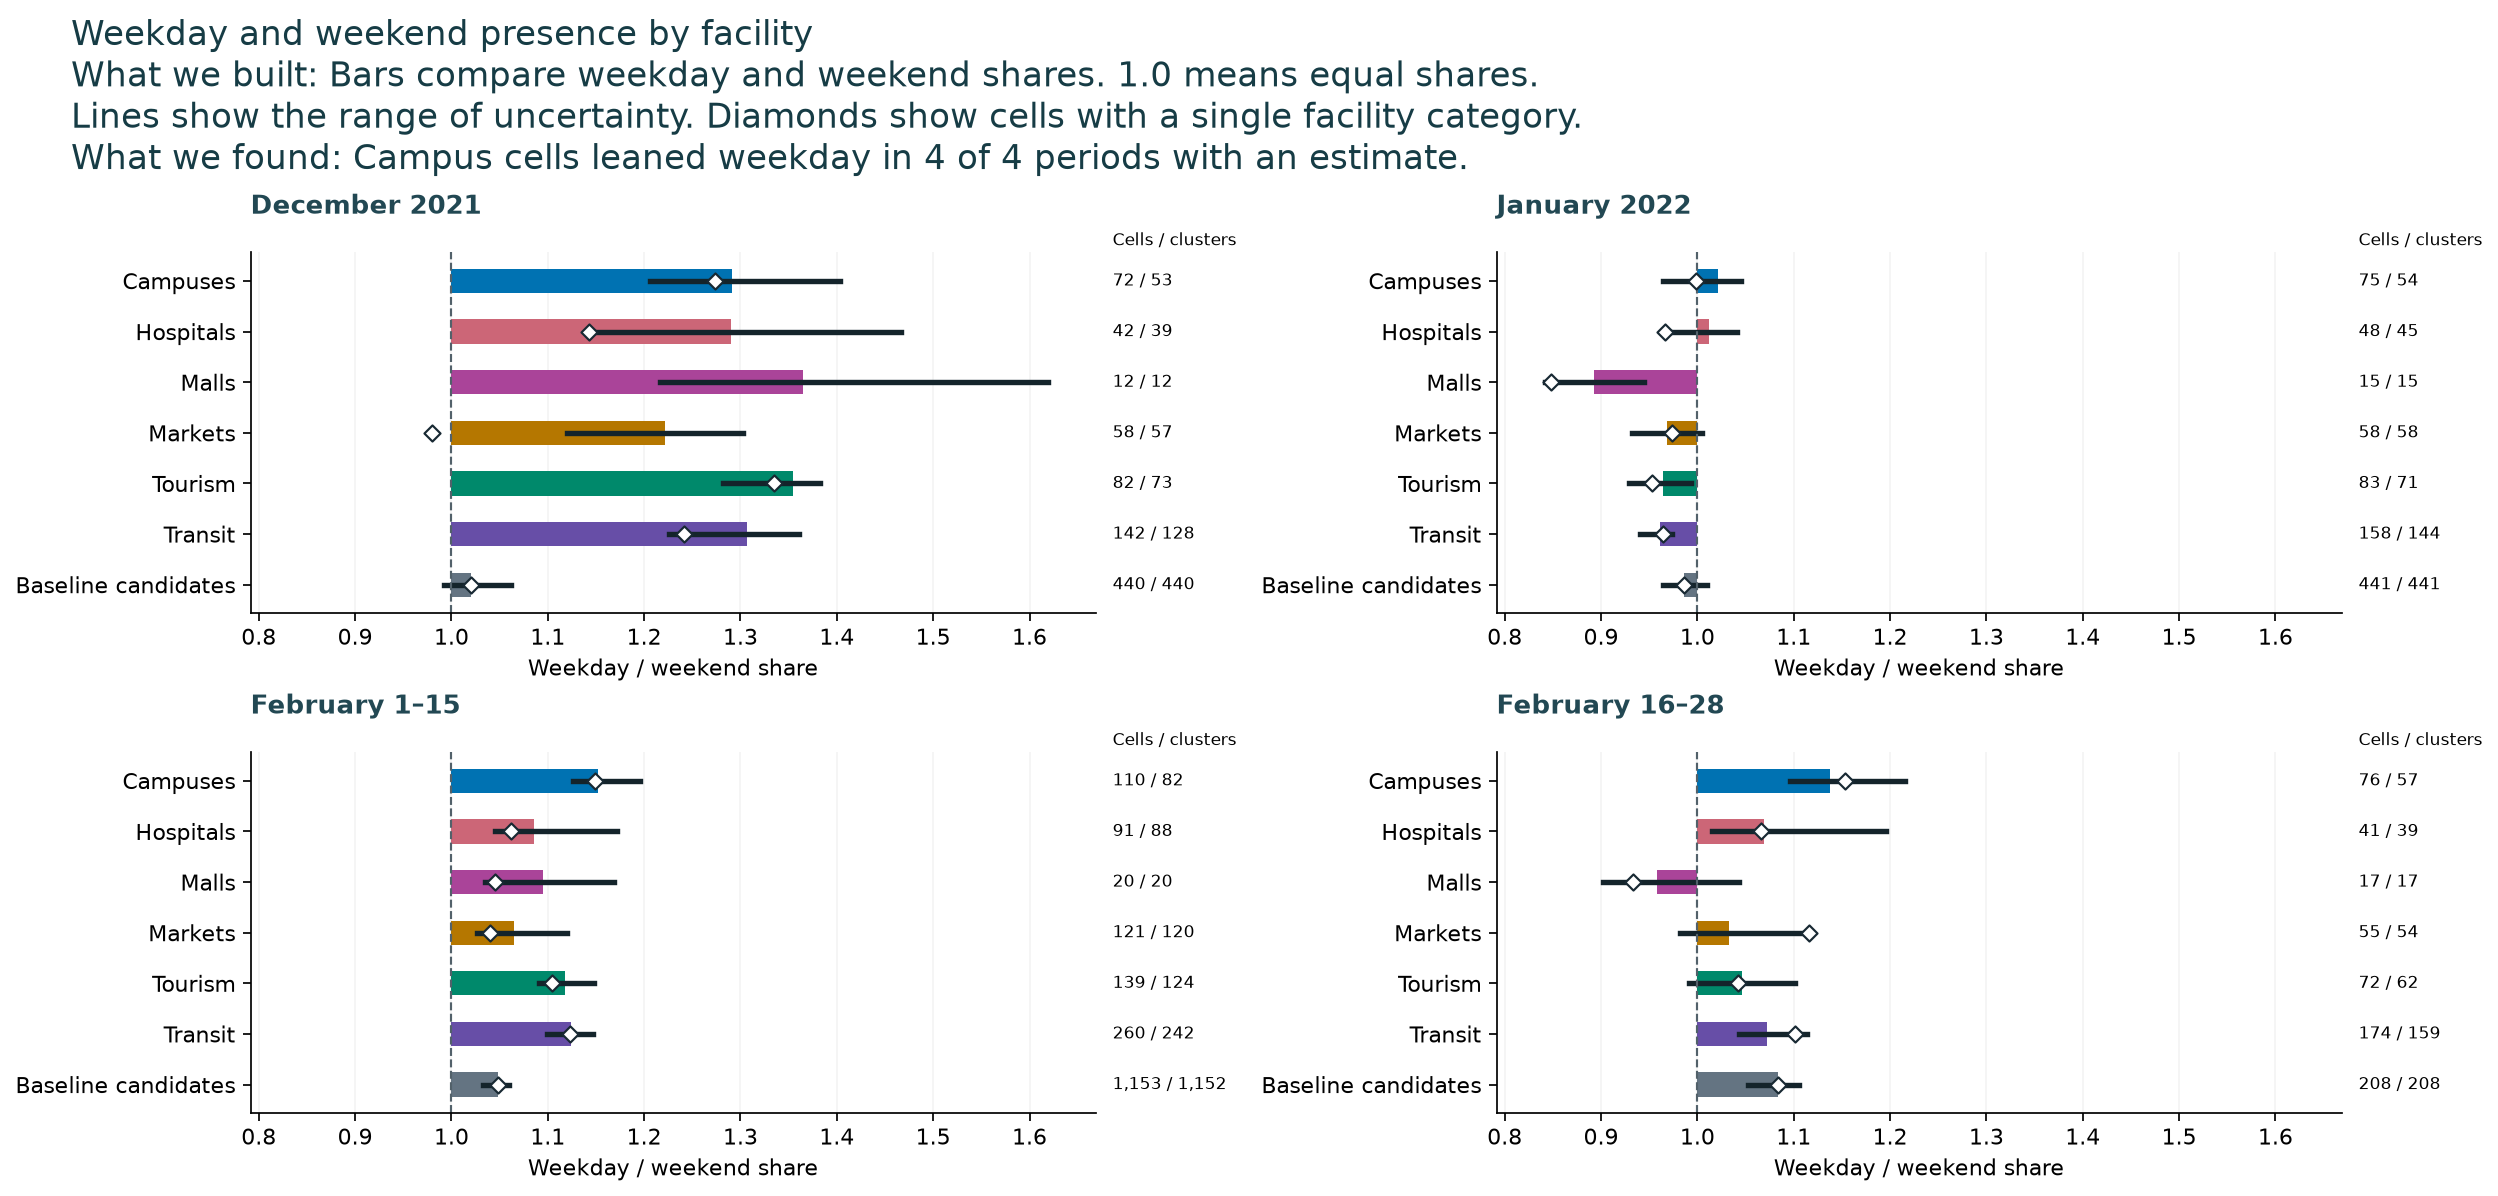 Weekday and weekend presence by facility
What we built: Bars compare weekday and weekend shares. 1.0 means equal shares.
Lines show the range of uncertainty. Diamonds show cells with a single facility category.
What we found: Campus cells leaned weekday in 4 of 4 periods with an estimate.
December 2021
Cells / clusters
Campuses 72 / 53
Hospitals 42 / 39
Malls 12 / 12
Markets 58 / 57
Tourism 82 / 73
Transit 142 / 128
Baseline candidates 440 / 440
0.8 0.9 1.0 1.1 1.2 1.3 1.4 1.5 1.6
Weekday / weekend share
January 2022
Cells / clusters
Campuses 75 / 54
Hospitals 48 / 45
Malls 15 / 15
Markets 58 / 58
Tourism 83 / 71
Transit 158 / 144
Baseline candidates 441 / 441
0.8 0.9 1.0 1.1 1.2 1.3 1.4 1.5 1.6
Weekday / weekend share
February 1–15
Cells / clusters
Campuses 110 / 82
Hospitals 91 / 88
Malls 20 / 20
Markets 121 / 120
Tourism 139 / 124
Transit 260 / 242
Baseline candidates 1,153 / 1,152
0.8 0.9 1.0 1.1 1.2 1.3 1.4 1.5 1.6
Weekday / weekend share
February 16–28
Cells / clusters
Campuses 76 / 57
Hospitals 41 / 39
Malls 17 / 17
Markets 55 / 54
Tourism 72 / 62
Transit 174 / 159
Baseline candidates 208 / 208
0.8 0.9 1.0 1.1 1.2 1.3 1.4 1.5 1.6
Weekday / weekend share